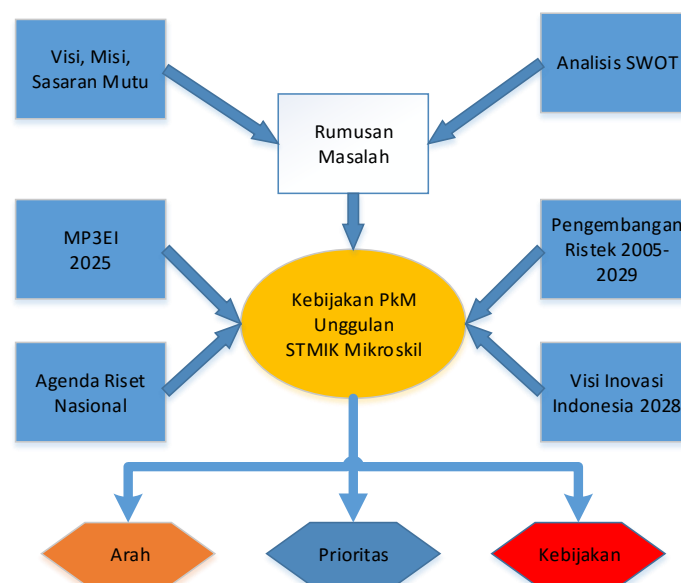 Visi, Misi,
Sasaran Mutu
Analisis SWOT
Rumusan
Masalah
MP3EI
2025
Pengembangan
Ristek 2005-
2029
Kebijakan PkM
Unggulan
STMIK Mikroskil
Agenda Riset
Nasional
Visi Inovasi
Indonesia 2028
Arah
Prioritas
Kebijakan